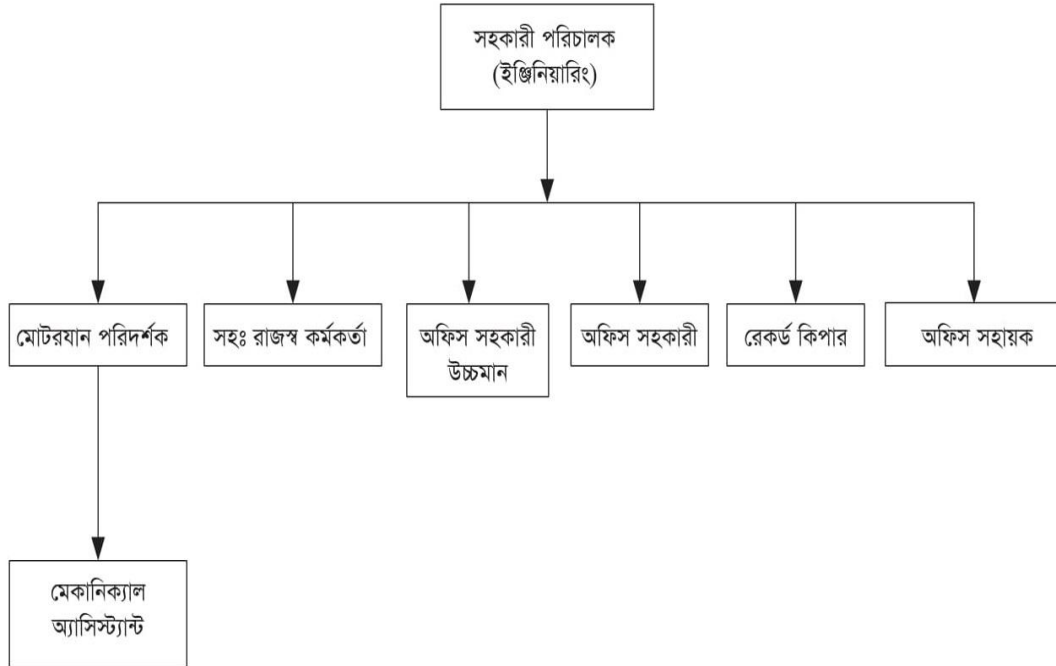 সহকারী পরিচালক
(ইঞ্জিনিয়ারিং)
মোটরযান পরিদর্শক
সহঃ রাজস্ব কর্মকর্তা
অফিস সহকারী
উচ্চমান
অফিস সহকারী
রেকর্ড কিপার
অফিস সহায়ক
মেকানিক্যাল
অ্যাসিস্ট্যান্ট